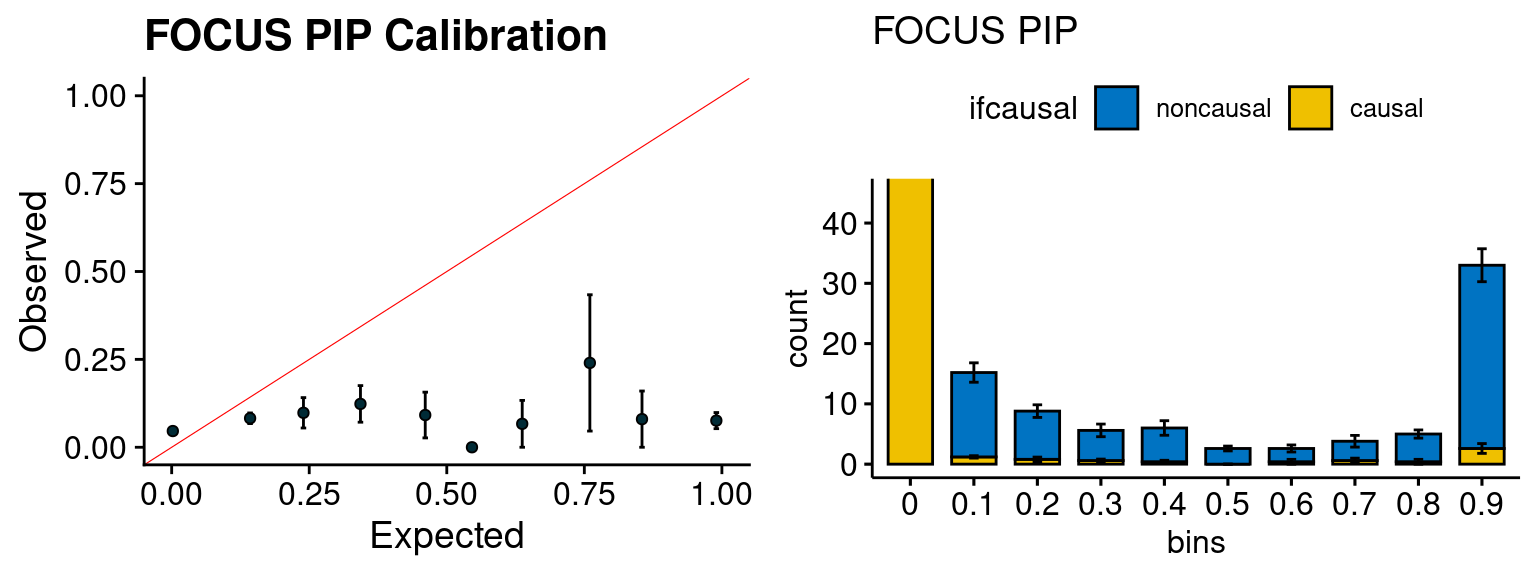 FOCUS PIP Calibration
Observed
1.00
0.75
0.50
0.25
0.00
0.00 0.25 0.50 0.75 1.00
Expected
FOCUS PIP
ifcausal noncausal causal
count
40
30
20
10
0
0 0.1 0.2 0.3 0.4 0.5 0.6 0.7 0.8 0.9
bins